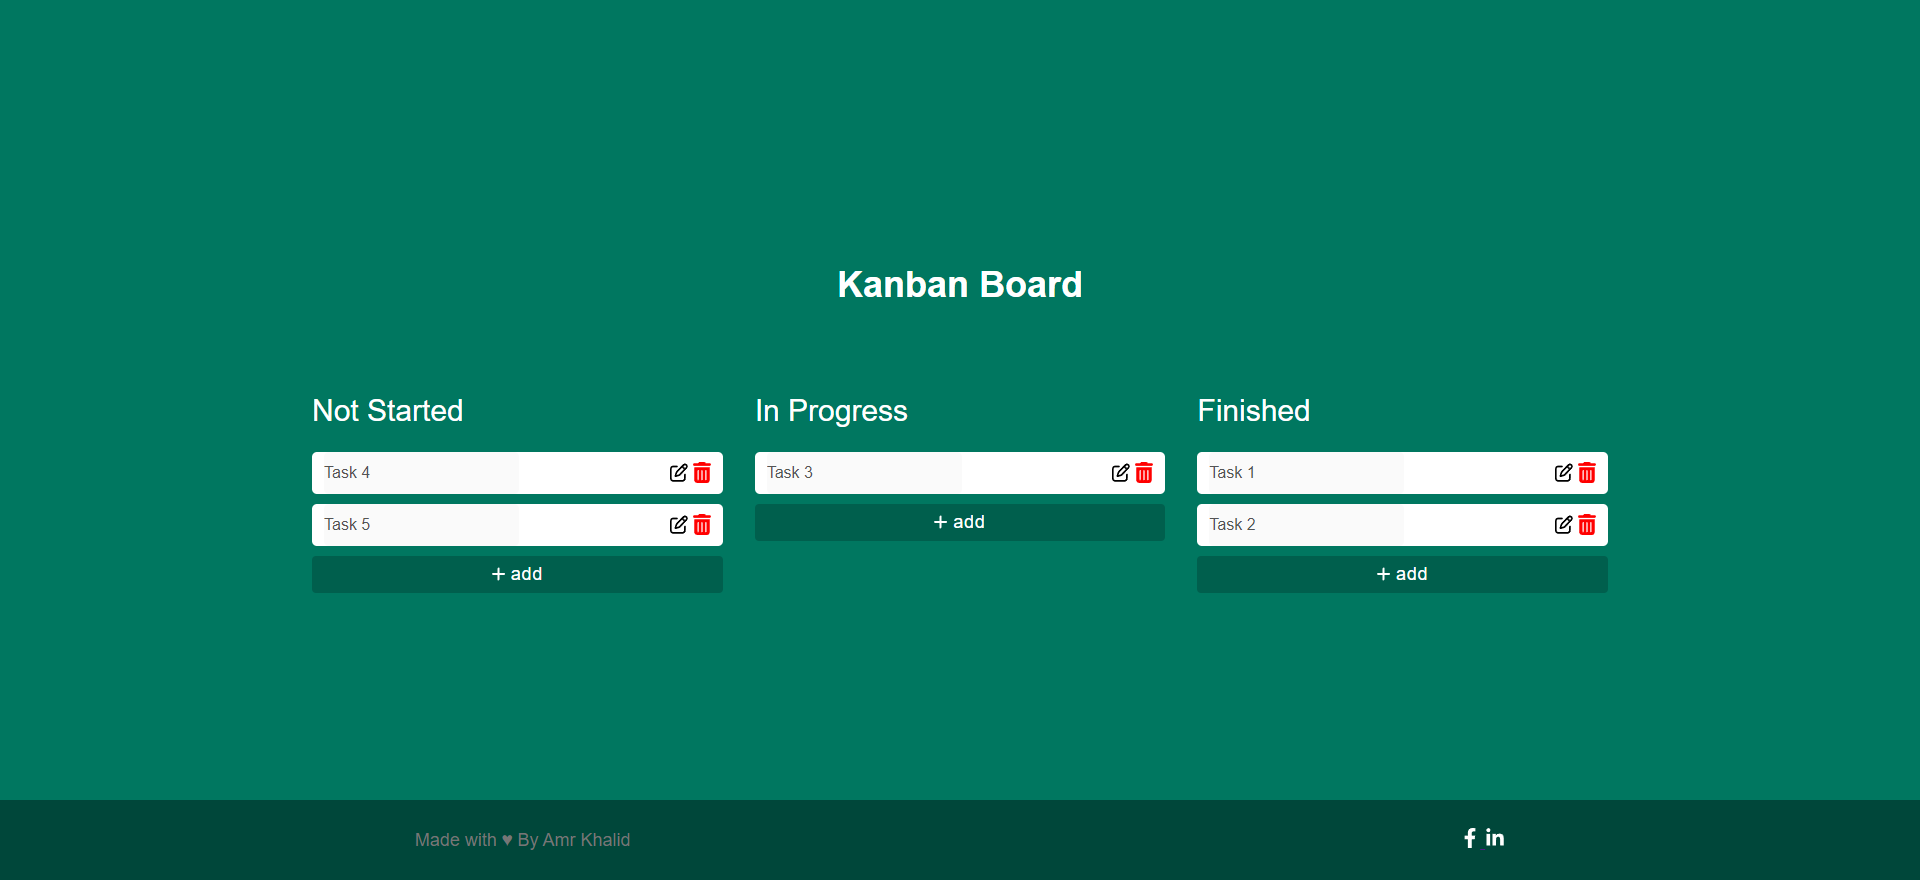 Kanban Board
Not Started
Task 4
Task 5
+ add
In Progress
Task 3
+ add
Finished
Task 1
Task 2
+ add
Made with ♥ By Amr Khalid